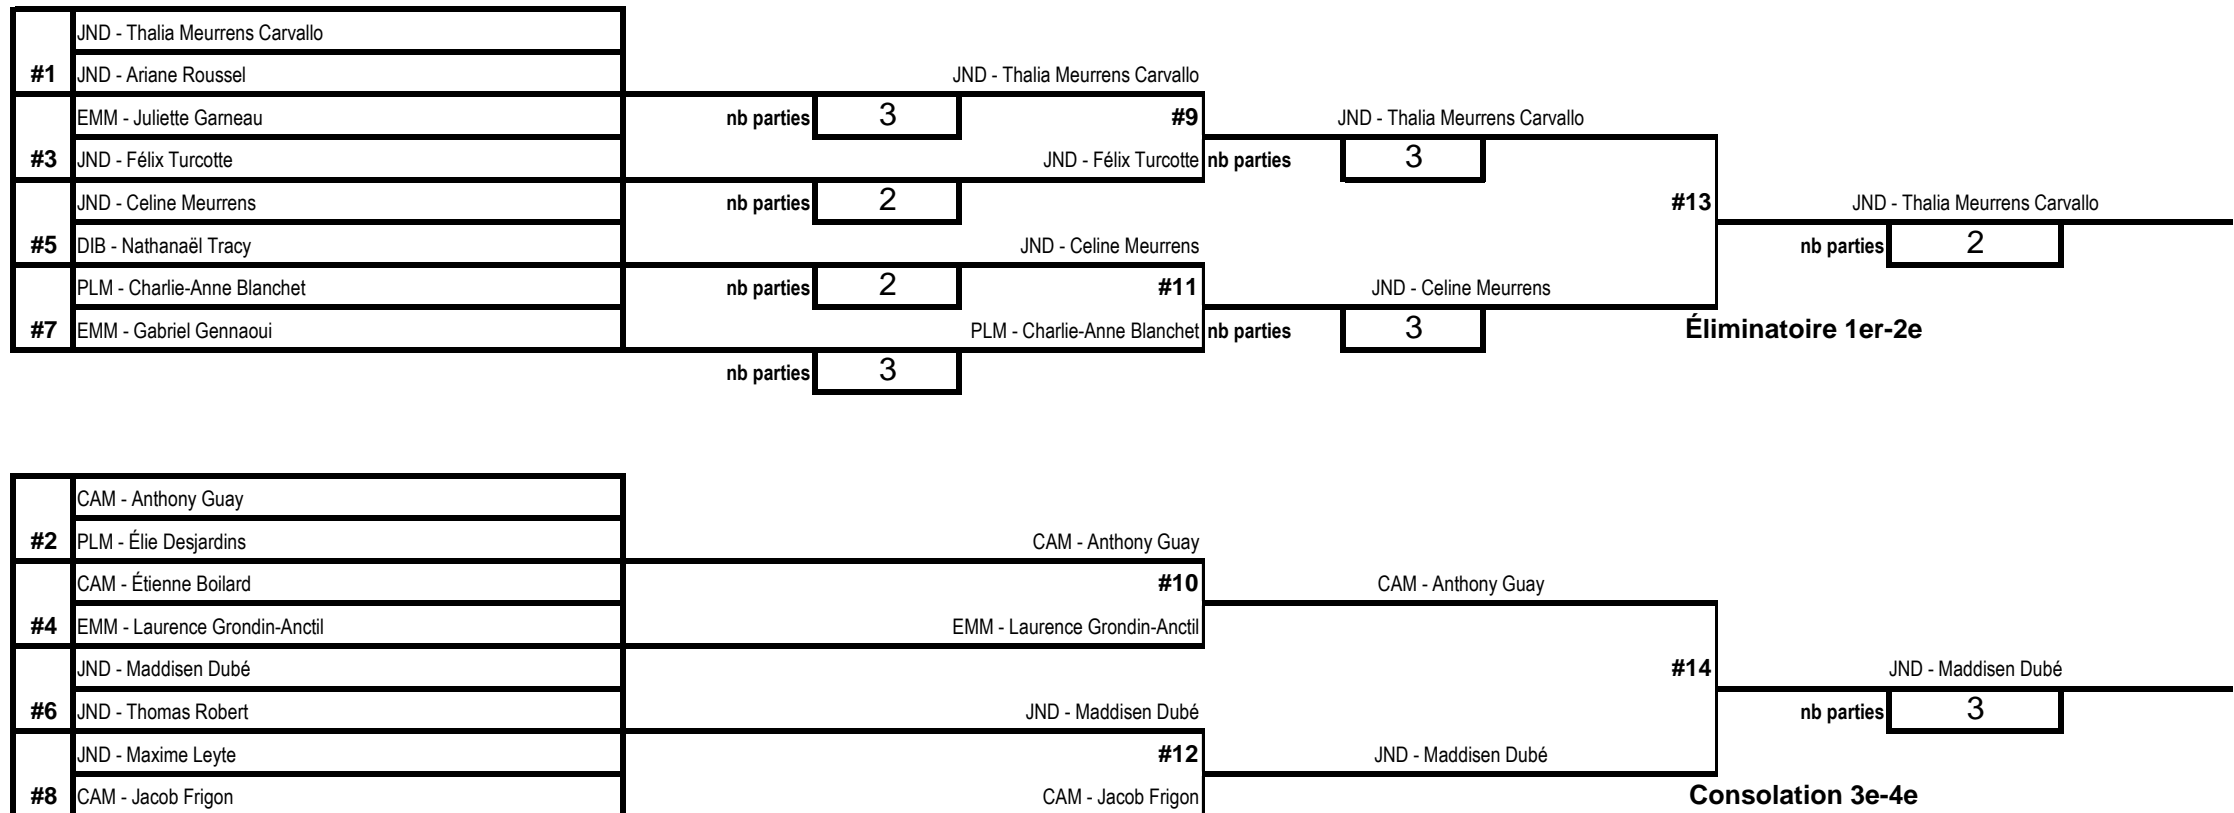 JND - Thalia Meurrens Carvallo
#1 JND - Ariane Roussel JND - Thalia Meurrens Carvallo
EMM - Juliette Garneau nb parties 3 #9 JND - Thalia Meurrens Carvallo
#3 JND - Félix Turcotte JND - Félix Turcotte nb parties 3
JND - Celine Meurrens nb parties 2 #13 JND - Thalia Meurrens Carvallo
#5 DIB - Nathanaël Tracy JND - Celine Meurrens nb parties 2
PLM - Charlie-Anne Blanchet nb parties 2 #11 JND - Celine Meurrens
#7 EMM - Gabriel Gennaoui PLM - Charlie-Anne Blanchet nb parties 3 Éliminatoire 1er-2e
nb parties 3
CAM - Anthony Guay
#2 PLM - Élie Desjardins CAM - Anthony Guay
CAM - Étienne Boilard #10 CAM - Anthony Guay
#4 EMM - Laurence Grondin-Anctil EMM - Laurence Grondin-Anctil
JND - Maddisen Dubé #14 JND - Maddisen Dubé
#6 JND - Thomas Robert JND - Maddisen Dubé nb parties 3
JND - Maxime Leyte #12 JND - Maddisen Dubé
#8 CAM - Jacob Frigon CAM - Jacob Frigon Consolation 3e-4e